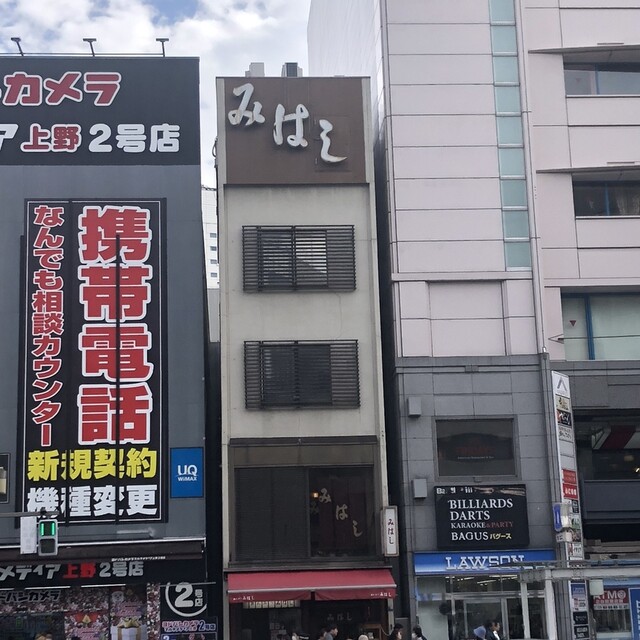 カメラ
ア 上野 2号店
携帯電話
なんでも相談カウンター
新規契約
機種変更
UQ
WiMAX
メディア上野2号店
2号店
みはし
みはし
みはし
BILLIARDS
DARTS
KARAOKE & PARTY
BAGUS バグース
LAWSON
ATM